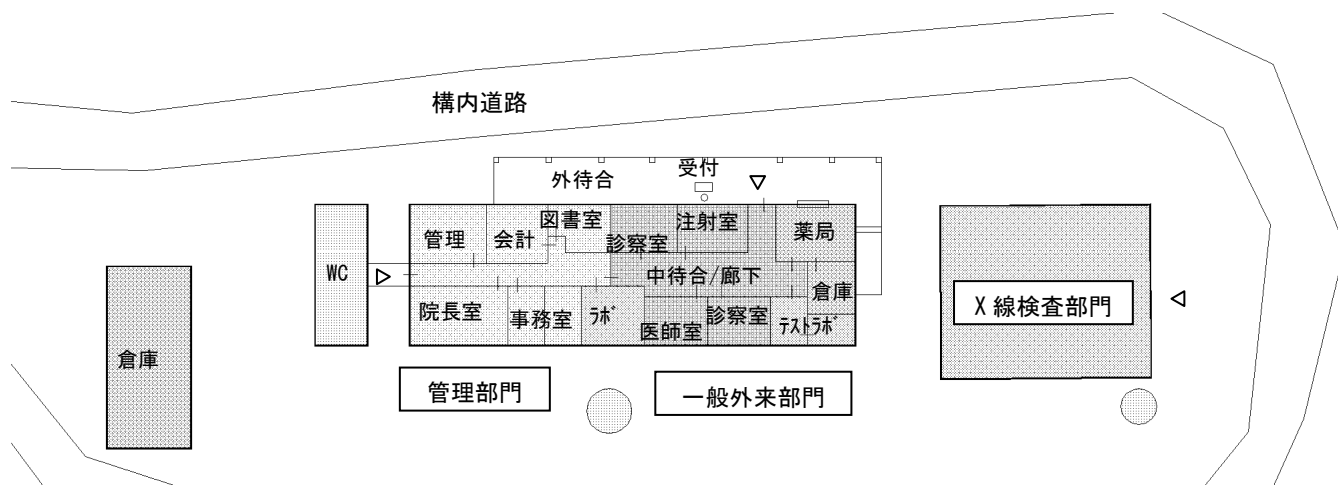 構内道路
受付
外待合
図書室
注射室
管理
会計
診察室
薬局
WC
中待合/廊下
倉庫
院長室
事務室
ﾗﾎﾞ
医師室
診察室
ﾃｽﾄﾗﾎﾞ
X 線検査部門
倉庫
管理部門
一般外来部門